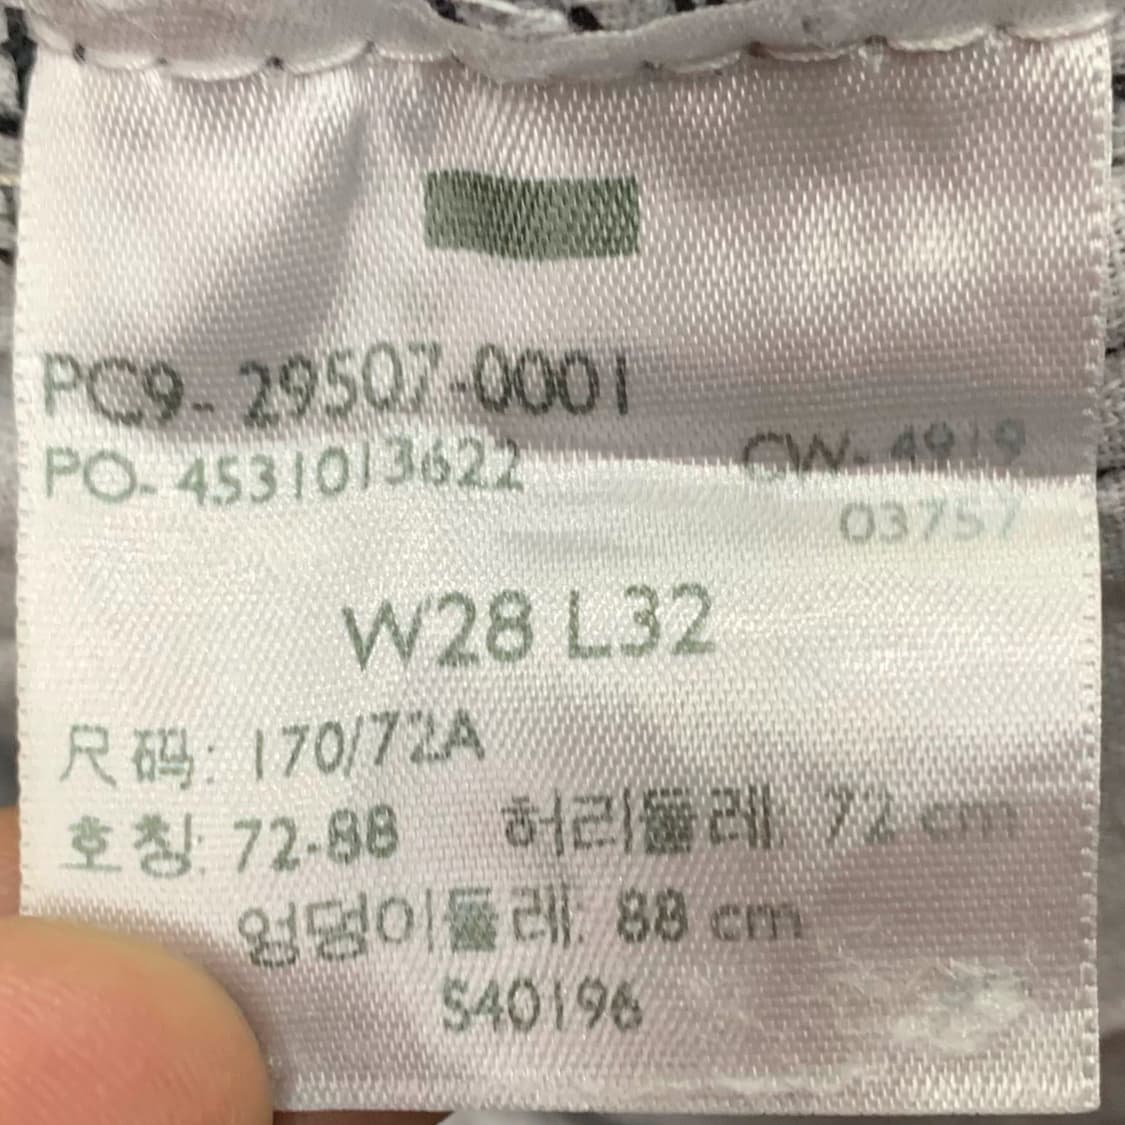 PC9- 29507-0001
PO- 4531013622 CW- 4919
03757
W28 L32
尺码: 170/72A
호칭: 72-88 허리둘레: 72 cm
엉덩이둘레: 88 cm
S40196